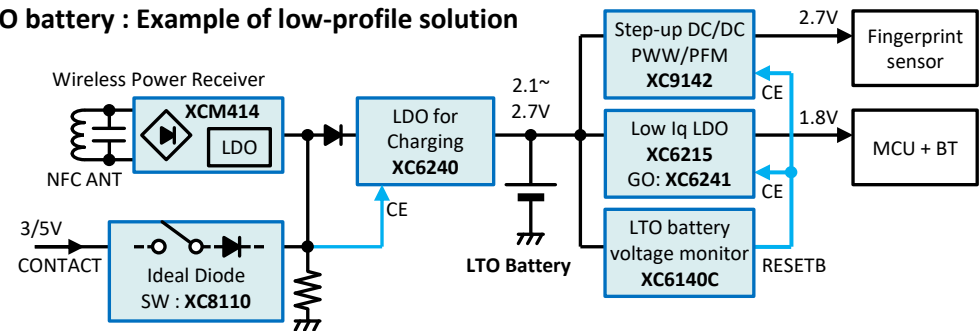 O battery : Example of low-profile solution
Wireless Power Receiver
XCM414
LDO
NFC ANT
3/5V
CONTACT
Ideal Diode
SW : XC8110
LDO for
Charging
XC6240
CE
2.1~
2.7V
LTO Battery
Step-up DC/DC
PWW/PFM
XC9142
CE
2.7V
Fingerprint
sensor
Low Iq LDO
XC6215
GO: XC6241
CE
1.8V
MCU + BT
LTO battery
voltage monitor
XC6140C
RESETB